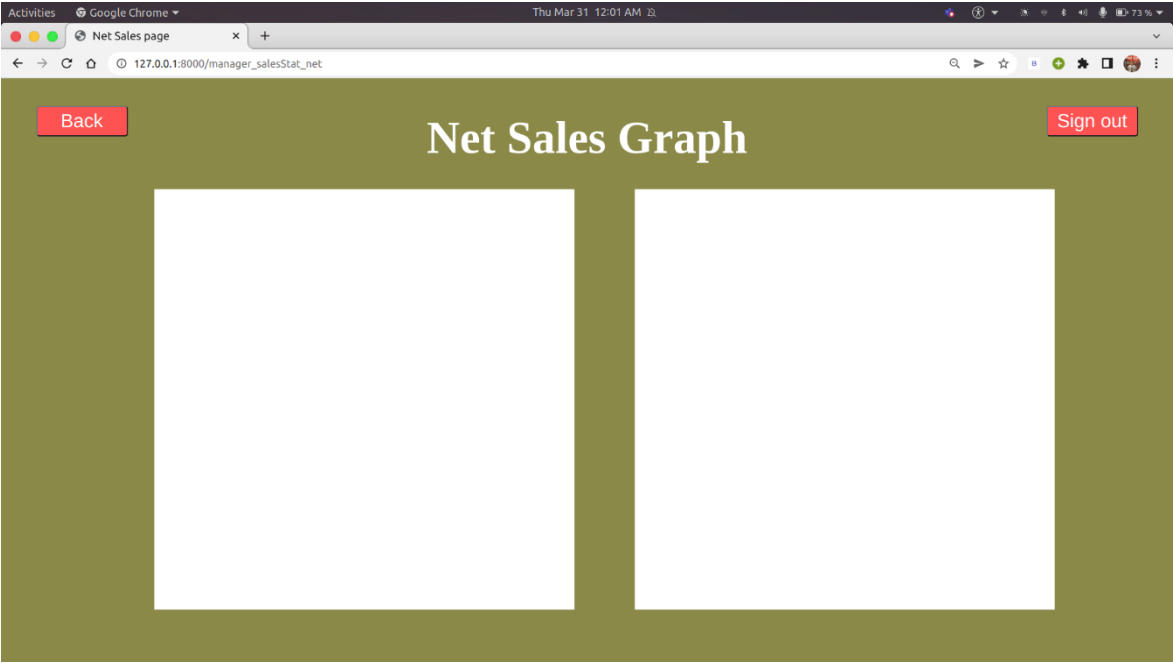 Activities Google Chrome Thu Mar 31 12:01 AM 73 %
Net Sales page
127.0.0.1:8000/manager_salesStat_net
Back
Sign out
Net Sales Graph